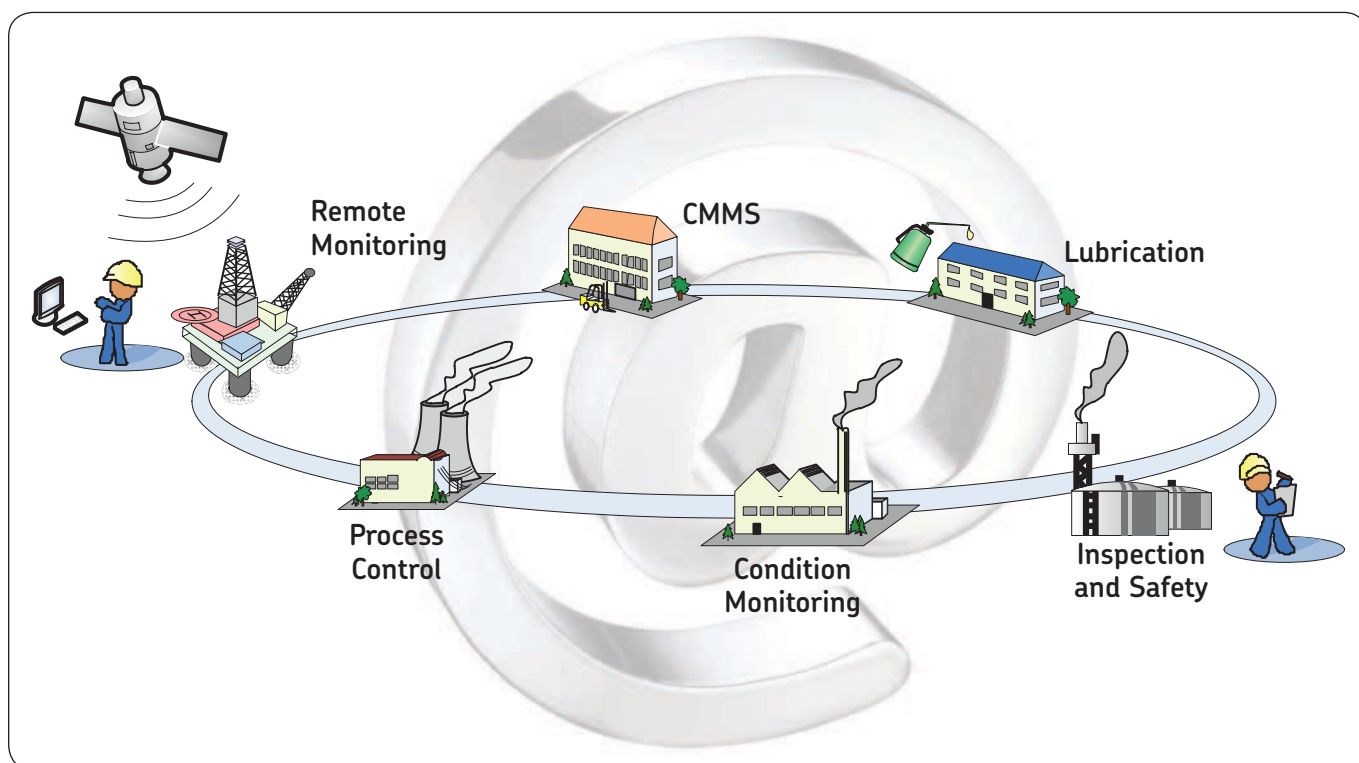 Remote
Monitoring
CMMS
Lubrication
Process
Control
Condition
Monitoring
Inspection
and Safety